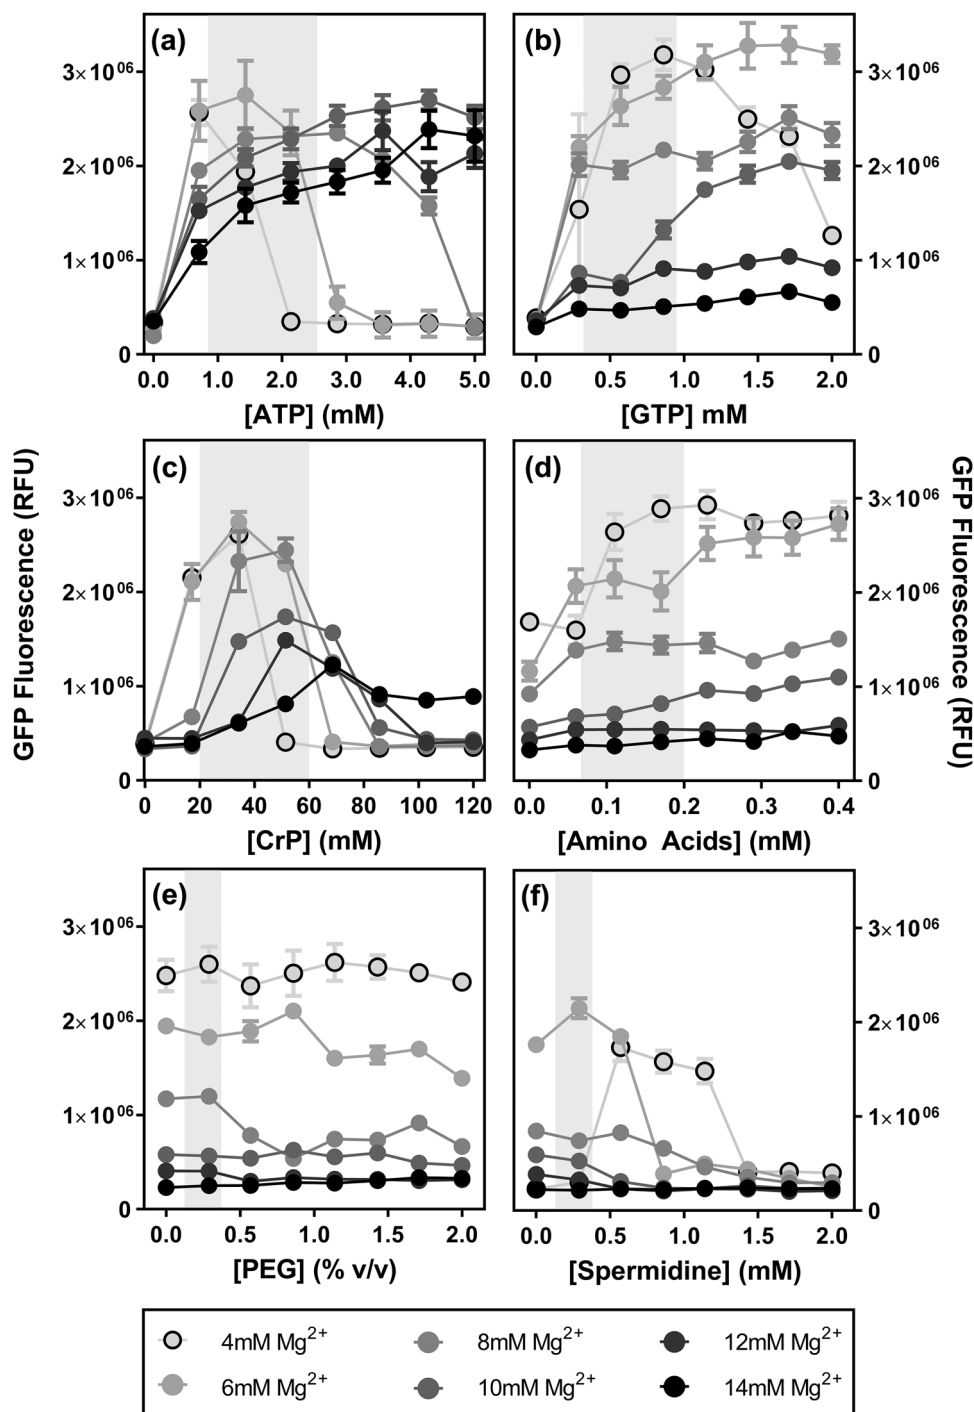 (a)
3×10⁰⁶
2×10⁰⁶
1×10⁰⁶
0
0.0 1.0 2.0 3.0 4.0 5.0
[ATP] (mM)
(b)
3×10⁰⁶
2×10⁰⁶
1×10⁰⁶
0
0.0 0.5 1.0 1.5 2.0
[GTP] mM
GFP Fluorescence (RFU)
(c)
3×10⁰⁶
2×10⁰⁶
1×10⁰⁶
0
0 20 40 60 80 100 120
[CrP] (mM)
(d)
3×10⁰⁶
2×10⁰⁶
1×10⁰⁶
0
0.0 0.1 0.2 0.3 0.4
[Amino Acids] (mM)
GFP Fluorescence (RFU)
(e)
3×10⁰⁶
2×10⁰⁶
1×10⁰⁶
0
0.0 0.5 1.0 1.5 2.0
[PEG] (% v/v)
(f)
3×10⁰⁶
2×10⁰⁶
1×10⁰⁶
0
0.0 0.5 1.0 1.5 2.0
[Spermidine] (mM)
4mM Mg²⁺ 8mM Mg²⁺ 12mM Mg²⁺
6mM Mg²⁺ 10mM Mg²⁺ 14mM Mg²⁺